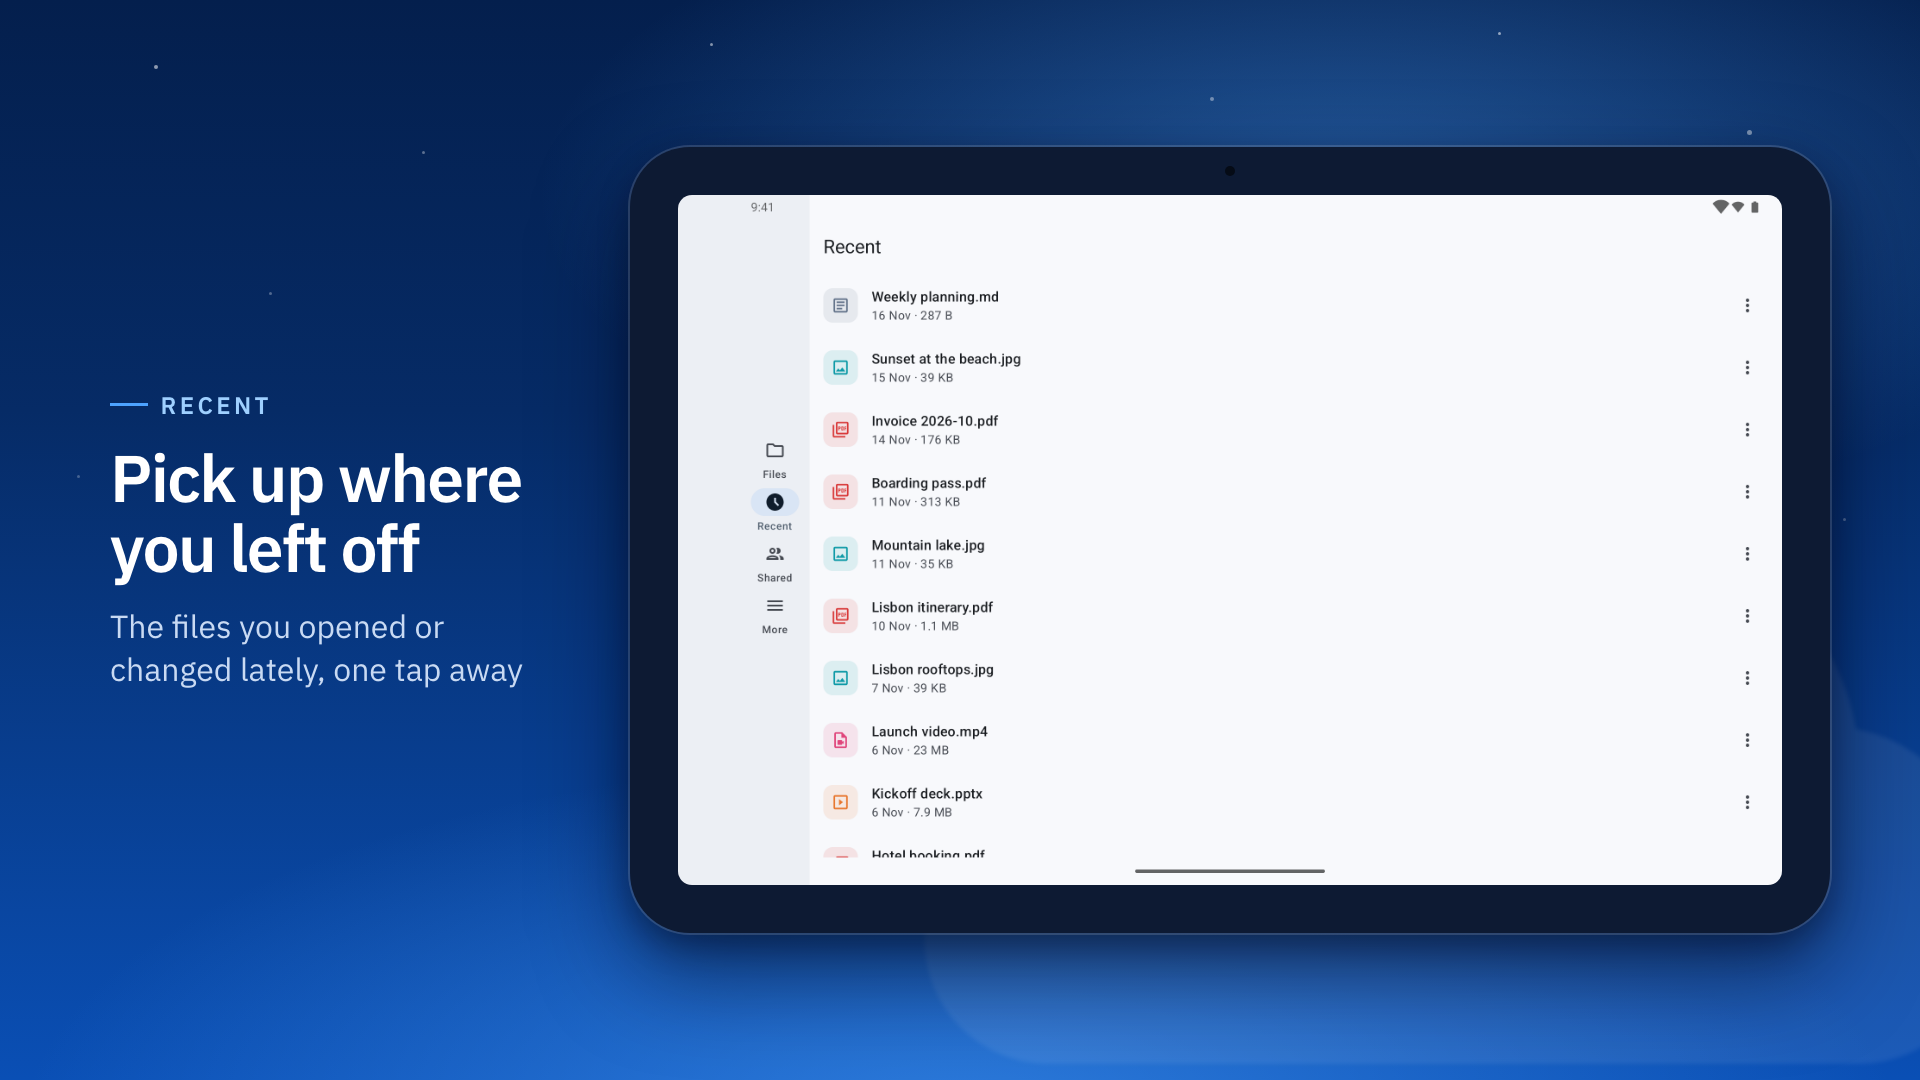 RECENT
Pick up where
you left off
The files you opened or
changed lately, one tap away
9:41
Files
Recent
Shared
More
Recent
Weekly planning.md
16 Nov · 287 B
Sunset at the beach.jpg
15 Nov · 39 KB
Invoice 2026-10.pdf
14 Nov · 176 KB
Boarding pass.pdf
11 Nov · 313 KB
Mountain lake.jpg
11 Nov · 35 KB
Lisbon itinerary.pdf
10 Nov · 1.1 MB
Lisbon rooftops.jpg
7 Nov · 39 KB
Launch video.mp4
6 Nov · 23 MB
Kickoff deck.pptx
6 Nov · 7.9 MB
Hotel booking.pdf